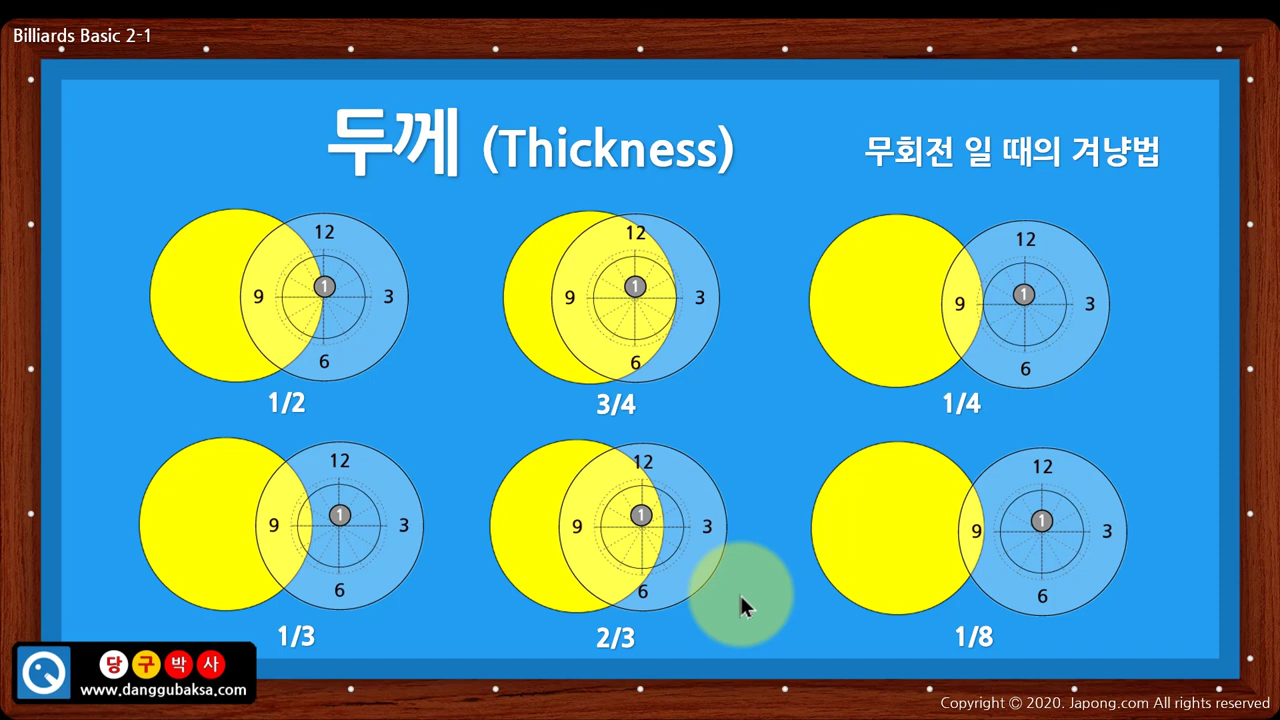 Billiards Basic 2-1
두께 (Thickness)
무회전 일 때의 겨냥법
12
9 1 3
6
1/2
12
9 1 3
6
3/4
12
9 1 3
6
1/4
12
9 1 3
6
1/3
12
9 1 3
6
2/3
12
9 1 3
6
1/8
당구박사
www.danggubaksa.com
Copyright © 2020. Japong.com All rights reserved